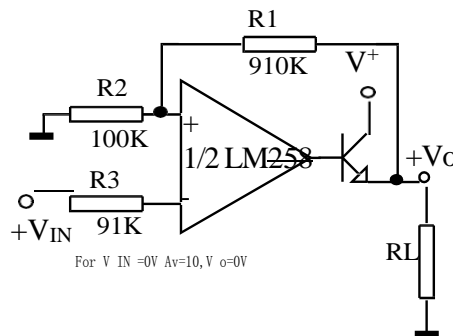 R1
910K
V+
R2
100K
+
1/2 LM258
+VO
R3
-
91K
+VIN
RL
For V IN =0V Av=10,V o=0V